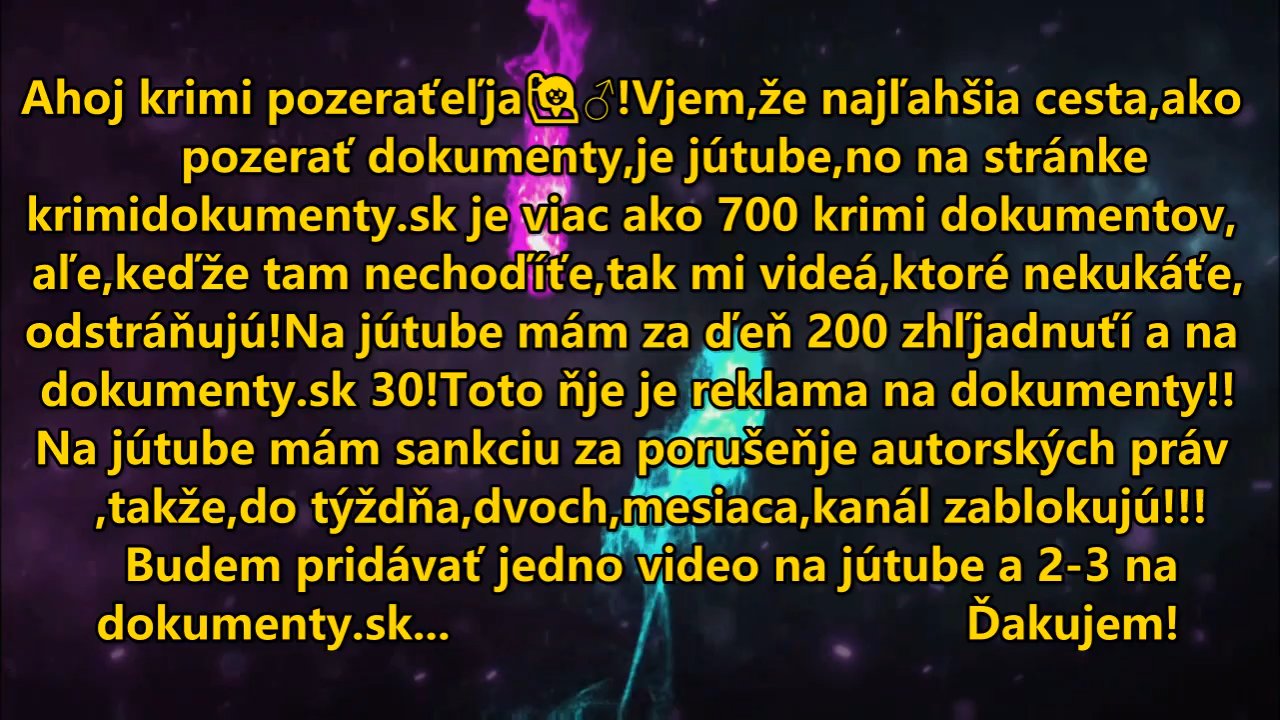 Ahoj krimi pozeraťeľja🙋♂!Vjem,že najľahšia cesta,ako
pozerať dokumenty,je jútube,no na stránke
krimidokumenty.sk je viac ako 700 krimi dokumentov,
aľe,keďže tam nechoďíťe,tak mi videá,ktoré nekukáťe,
odstráňujú!Na jútube mám za ďeň 200 zhľjadnuťí a na
dokumenty.sk 30!Toto ňje je reklama na dokumenty!!
Na jútube mám sankciu za porušeňje autorských práv
,takže,do týždňa,dvoch,mesiaca,kanál zablokujú!!!
Budem pridávať jedno video na jútube a 2-3 na
dokumenty.sk... Ďakujem!